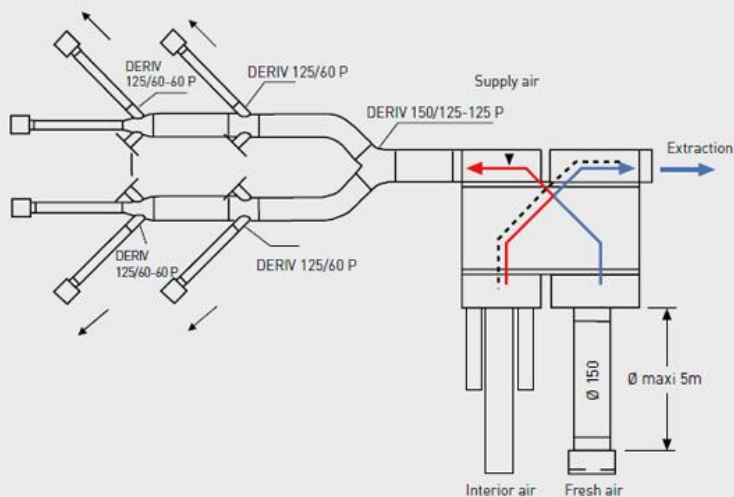 DERIV
125/60-60 P
DERIV 125/60 P
Supply air
DERIV 150/125-125 P
Extraction
DERIV
125/60-60 P
DERIV 125/60 P
Ø 150
Ø maxi 5m
Interior air
Fresh air